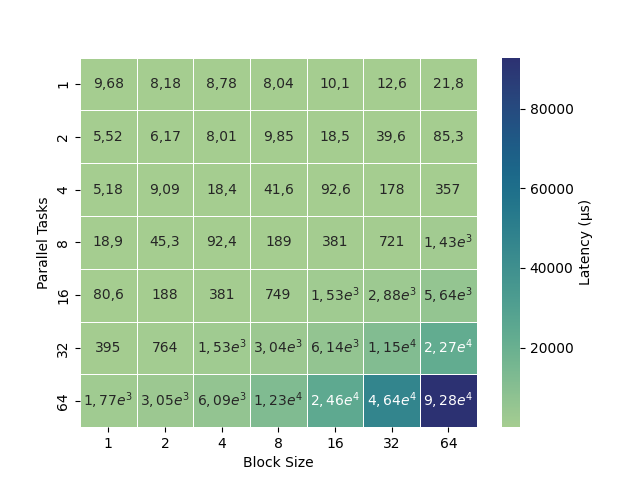 1 9,68 8,18 8,78 8,04 10,1 12,6 21,8
2 5,52 6,17 8,01 9,85 18,5 39,6 85,3
4 5,18 9,09 18,4 41,6 92,6 178 357
8 18,9 45,3 92,4 189 381 721 1,43e³
16 80,6 188 381 749 1,53e³ 2,88e³ 5,64e³
32 395 764 1,53e³ 3,04e³ 6,14e³ 1,15e⁴ 2,27e⁴
64 1,77e³ 3,05e³ 6,09e³ 1,23e⁴ 2,46e⁴ 4,64e⁴ 9,28e⁴
1 2 4 8 16 32 64
Block Size
Parallel Tasks
80000
60000
40000
20000
Latency (µs)